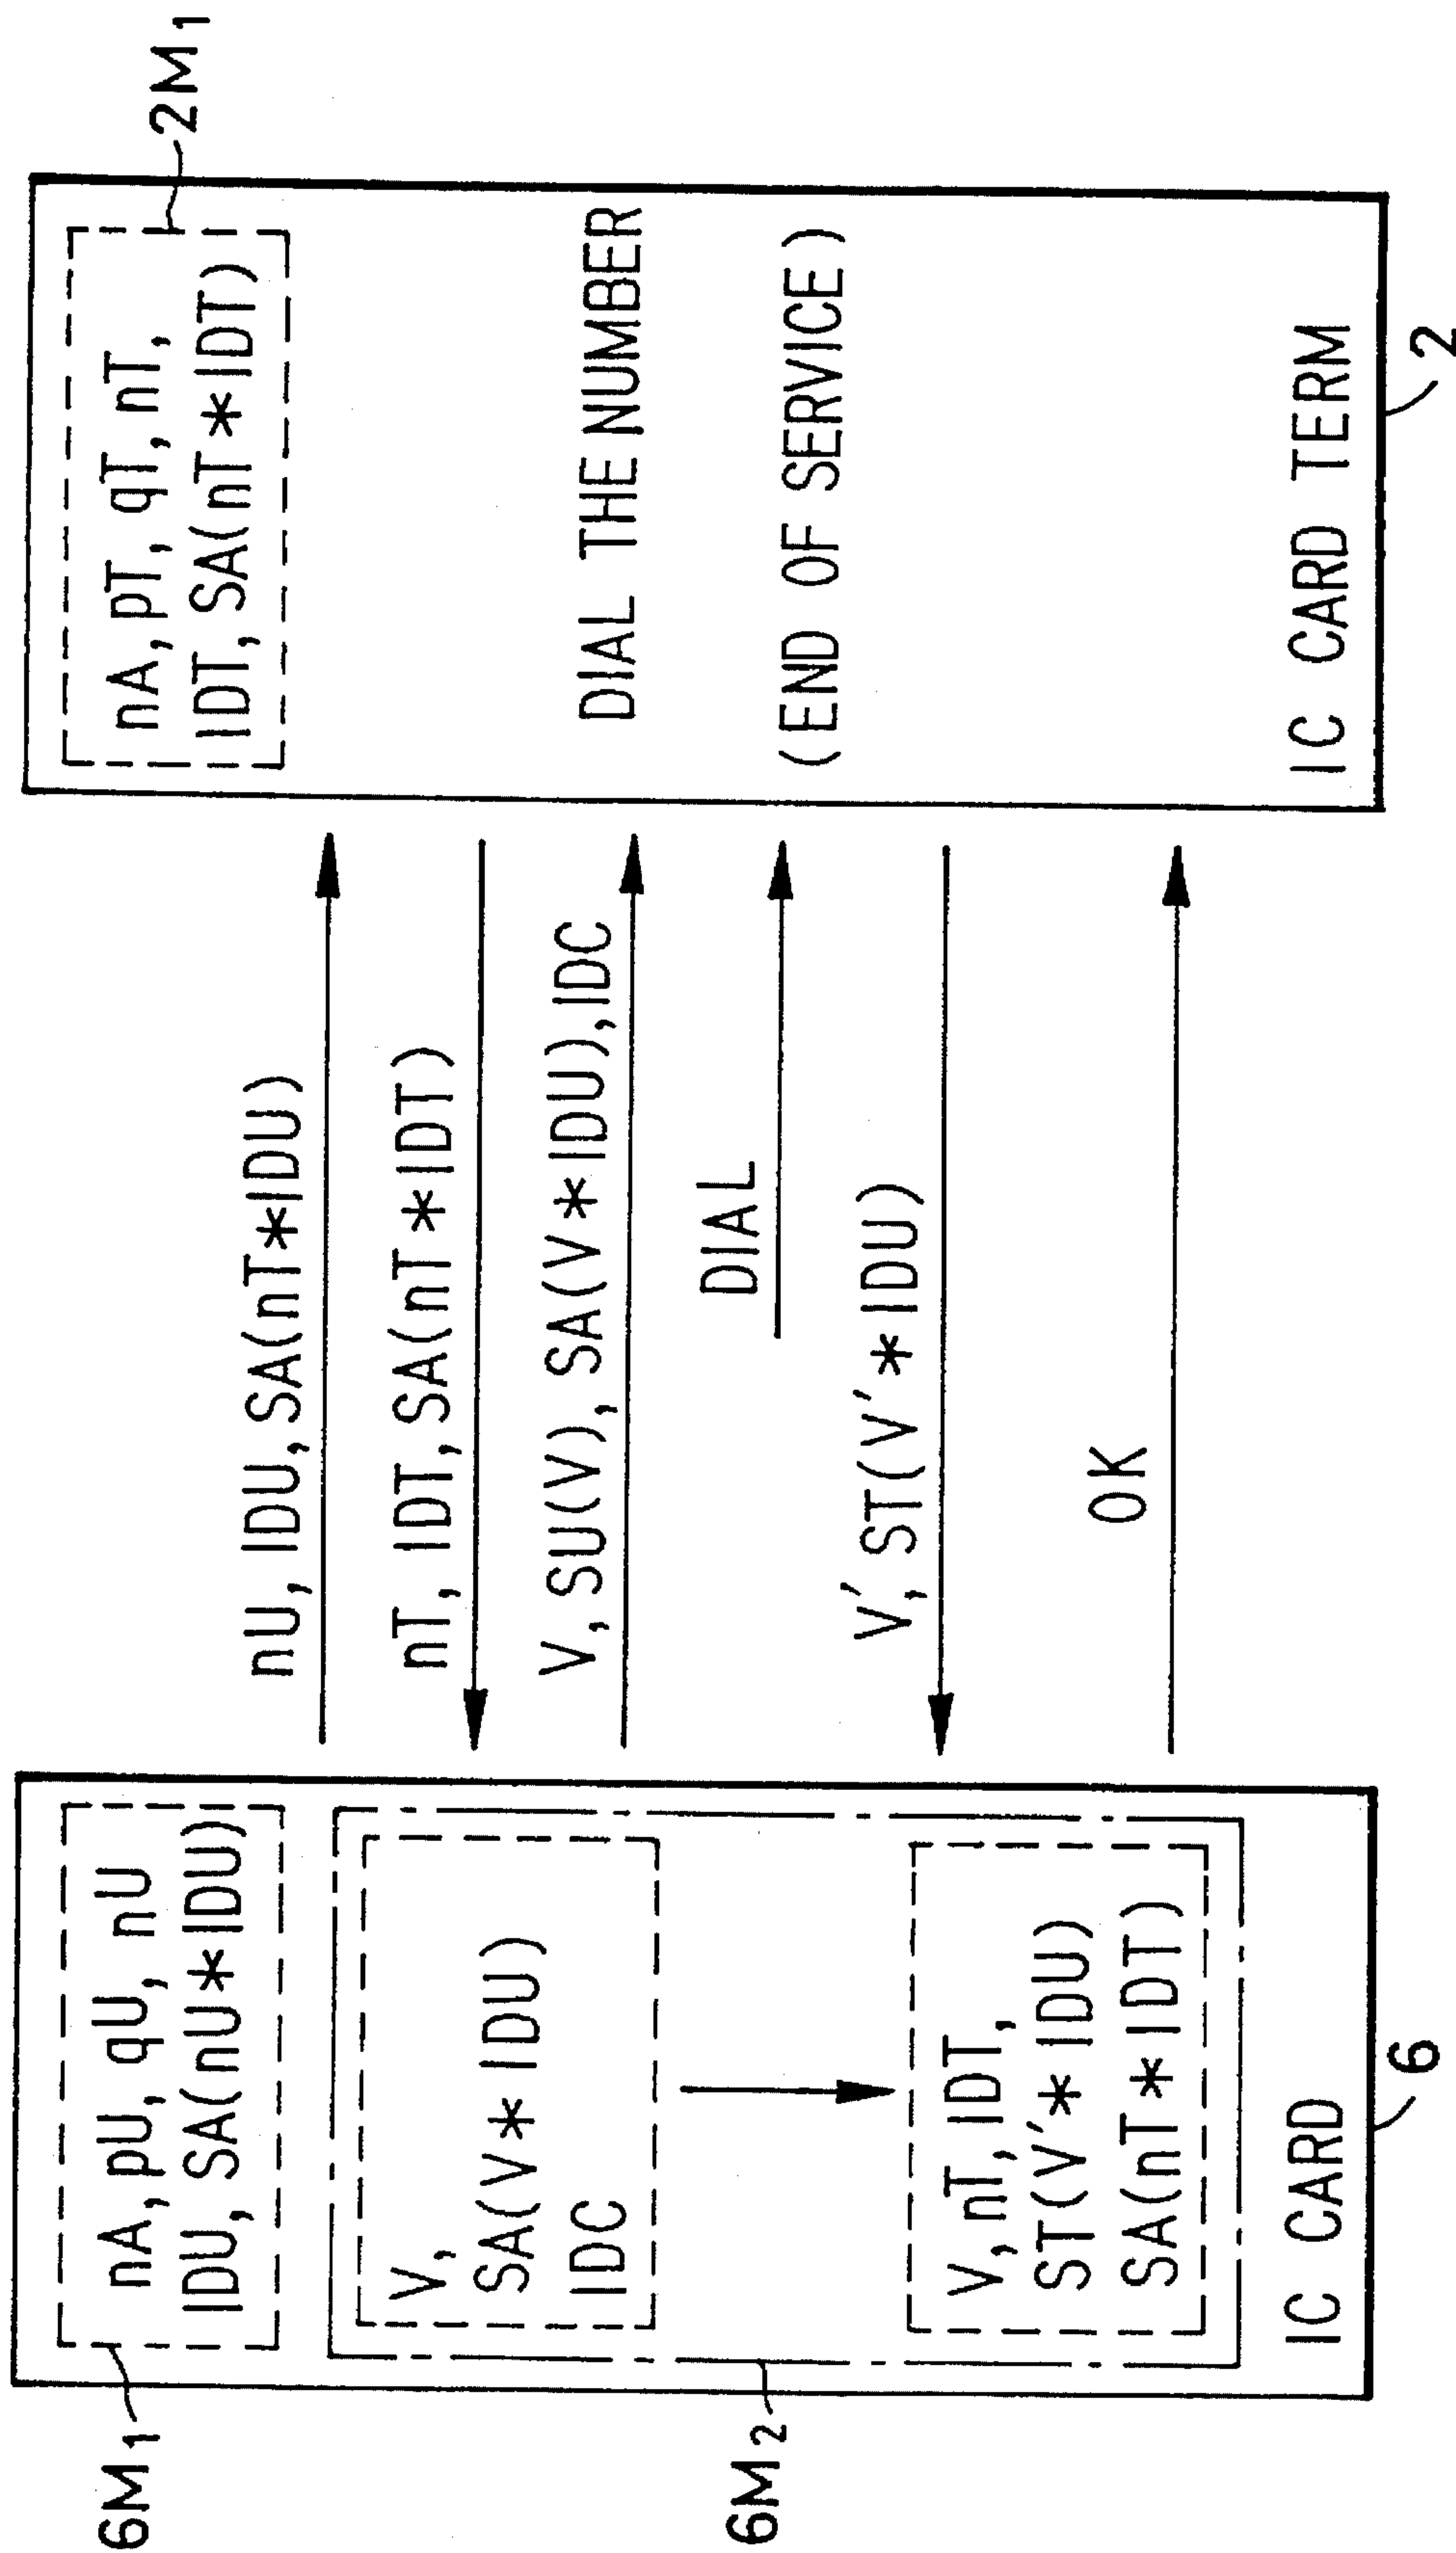 6M1
nA, pU, qU, nU
IDU, SA(nU*IDU)
V,
SA(V*IDU)
IDC
V, nT, IDT,
ST(V'*IDU)
SA(nT*IDT)
6M2
IC CARD
6
nU, IDU, SA(nT*IDU)
nT, IDT, SA(nT*IDT)
V, SU(V), SA(V*IDU), IDC
DIAL
V', ST(V'*IDU)
OK
2M1
nA, pT, qT, nT,
IDT, SA(nT*IDT)
DIAL THE NUMBER
(END OF SERVICE)
IC CARD TERM
2